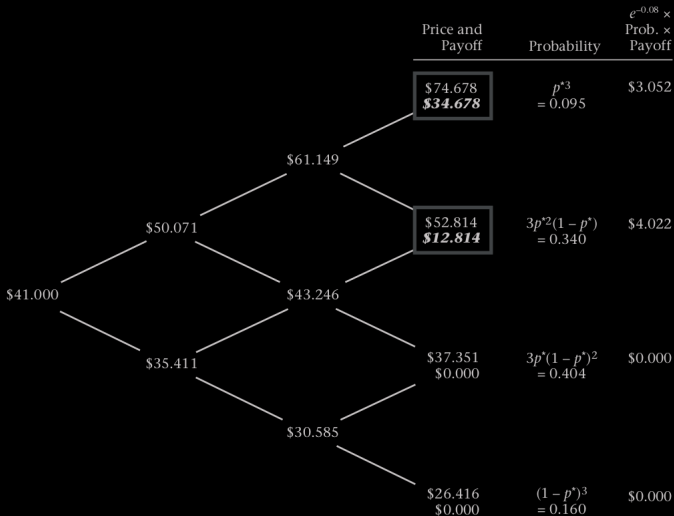 e^{–0.08} ×
Price and Prob. ×
Payoff Probability Payoff
$74.678 p*^3 $3.052
$34.678 = 0.095
$61.149
$52.814 3p*^2(1 – p*) $4.022
$12.814 = 0.340
$50.071
$41.000 $43.246
$37.351 3p*(1 – p*)^2 $0.000
$0.000 = 0.404
$35.411
$30.585
$26.416 (1 – p*)^3 $0.000
$0.000 = 0.160